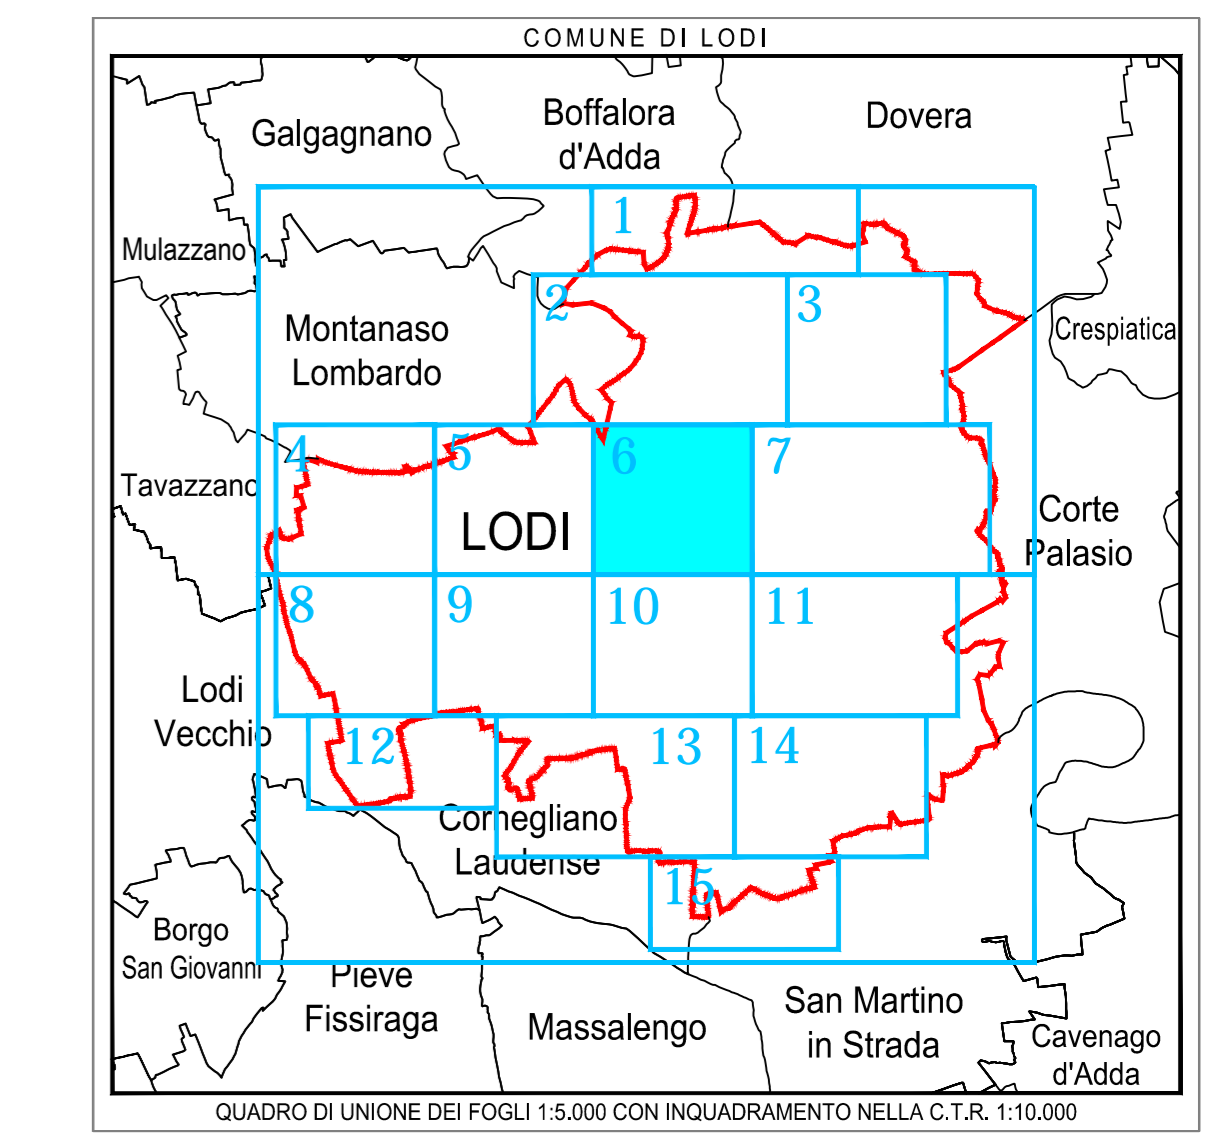 COMUNE DI LODI
Galgagnano
Boffalora
d'Adda
Dovera
1
Mulazzano
2
3
Montanaso
Lombardo
Crespiatica
4
5
6
7
Tavazzano
LODI
Corte
Palasio
8
9
10
11
Lodi
Vecchio
12
13
14
Cornegliano
Laudense
15
Borgo
San Giovanni
Pieve
Fissiraga
Massalengo
San Martino
in Strada
Cavenago
d'Adda
QUADRO DI UNIONE DEI FOGLI 1:5.000 CON INQUADRAMENTO NELLA C.T.R. 1:10.000